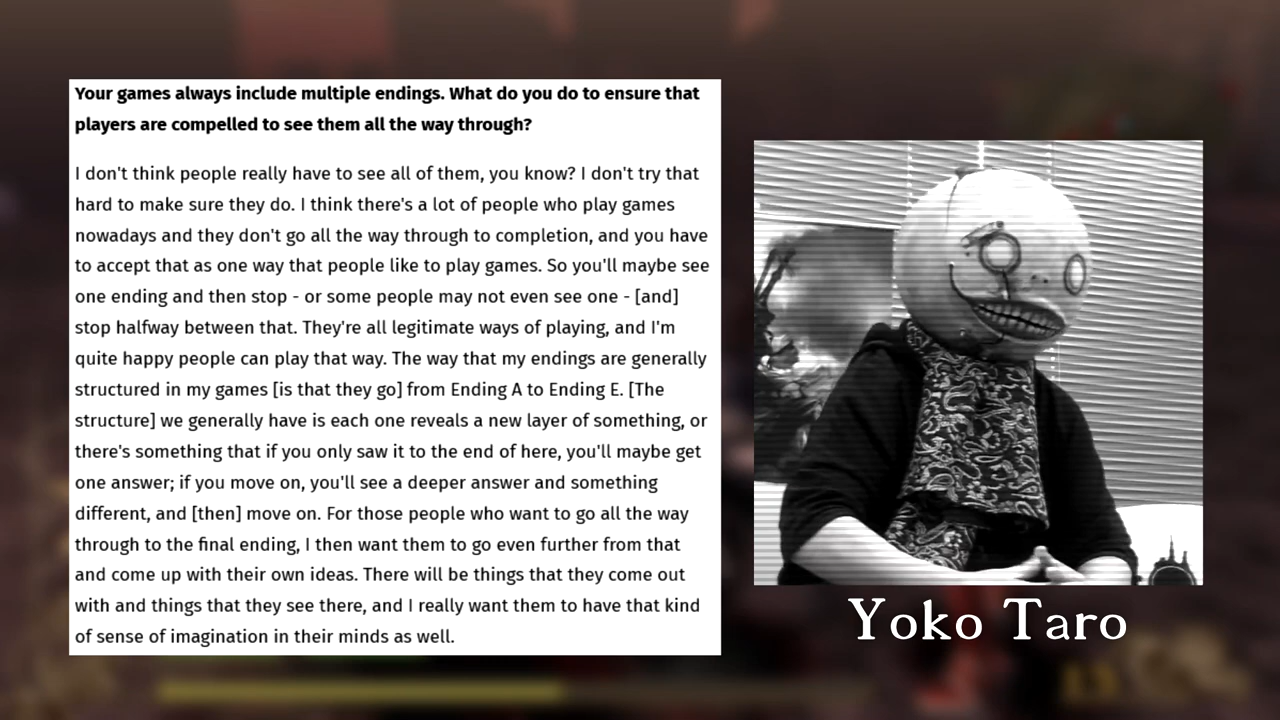 Your games always include multiple endings. What do you do to ensure that
players are compelled to see them all the way through?
I don't think people really have to see all of them, you know? I don't try that
hard to make sure they do. I think there's a lot of people who play games
nowadays and they don't go all the way through to completion, and you have
to accept that as one way that people like to play games. So you'll maybe see
one ending and then stop - or some people may not even see one - [and]
stop halfway between that. They're all legitimate ways of playing, and I'm
quite happy people can play that way. The way that my endings are generally
structured in my games [is that they go] from Ending A to Ending E. [The
structure] we generally have is each one reveals a new layer of something, or
there's something that if you only saw it to the end of here, you'll maybe get
one answer; if you move on, you'll see a deeper answer and something
different, and [then] move on. For those people who want to go all the way
through to the final ending, I then want them to go even further from that
and come up with their own ideas. There will be things that they come out
with and things that they see there, and I really want them to have that kind
of sense of imagination in their minds as well.
Yoko Taro